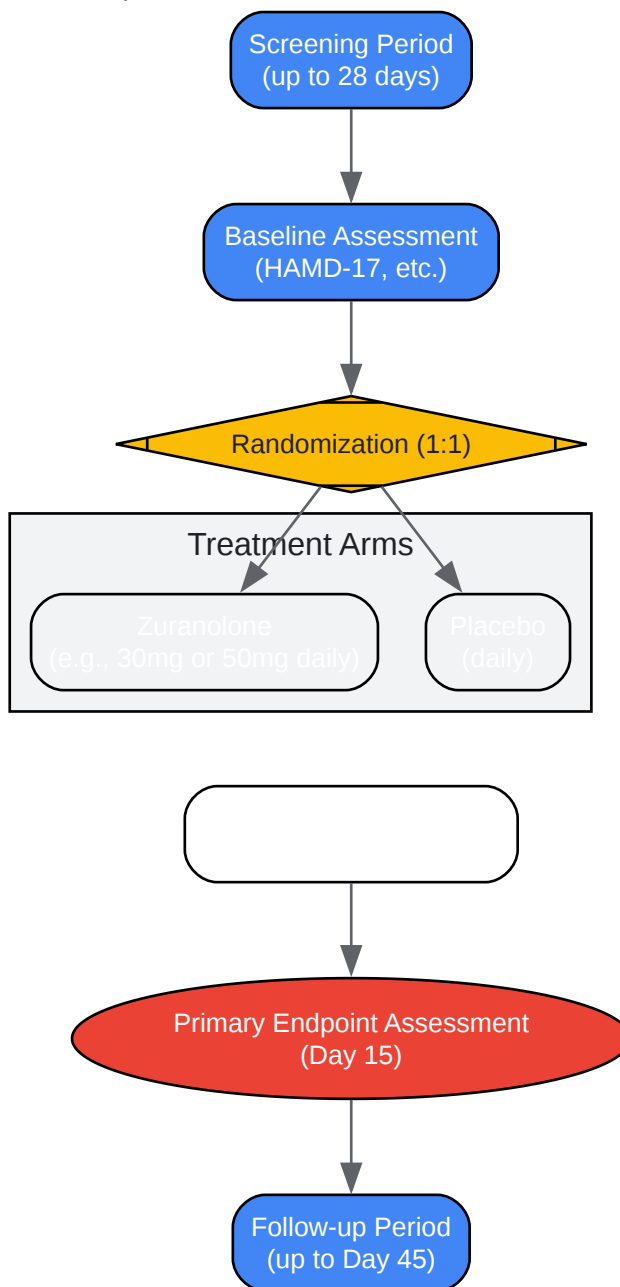 Screening Period
(up to 28 days)
Baseline Assessment
(HAMD-17, etc.)
Randomization (1:1)
Treatment Arms
Zuranolone
(e.g., 30mg or 50mg daily)
Placebo
(daily)
Primary Endpoint Assessment
(Day 15)
Follow-up Period
(up to Day 45)